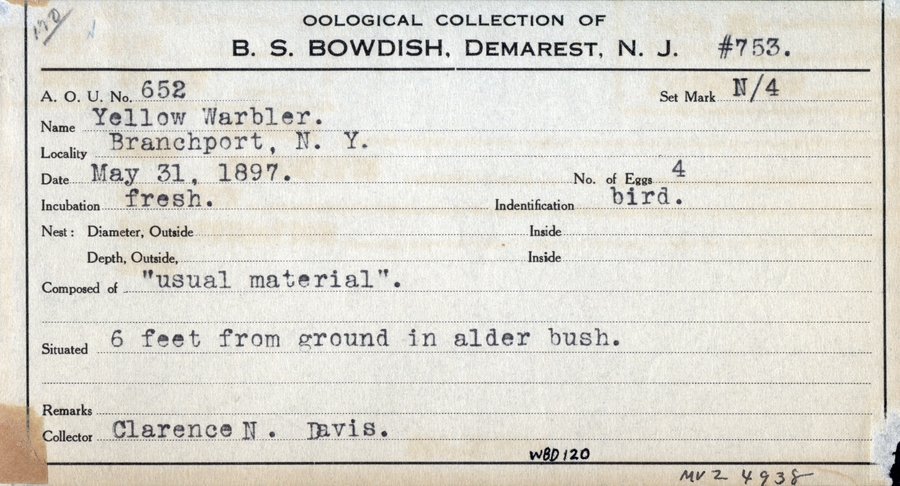 120
OOLOGICAL COLLECTION OF
B. S. BOWDISH, DEMAREST, N. J. #753.
A. O. U. No. 652 Set Mark N/4
Name Yellow Warbler.
Locality Branchport, N. Y.
Date May 31, 1897. No. of Eggs 4
Incubation fresh. Indentification bird.
Nest: Diameter, Outside Inside
Depth, Outside, Inside
Composed of "usual material".
Situated 6 feet from ground in alder bush.
Remarks
Collector Clarence N. Davis.
WBD 120
MVZ 4938